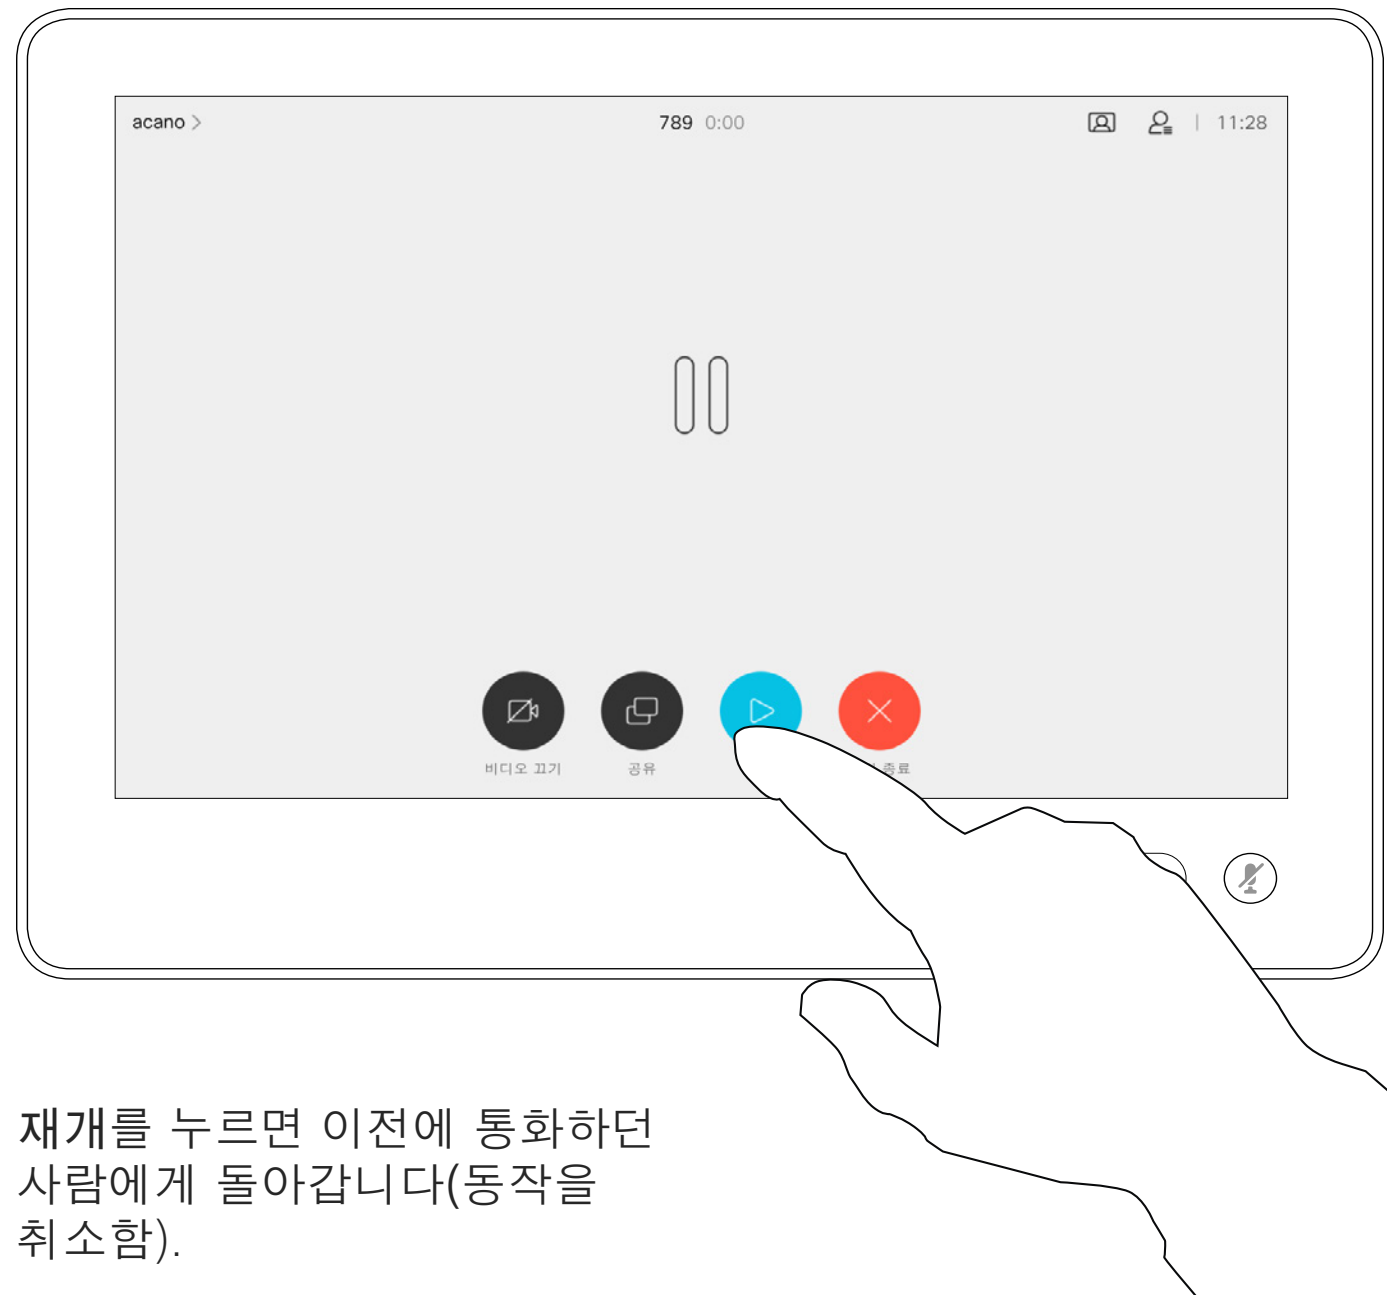 acano
789 0:00
11:28
비디오 끄기
공유
종료
재개를 누르면 이전에 통화하던
사람에게 돌아갑니다(동작을
취소함).